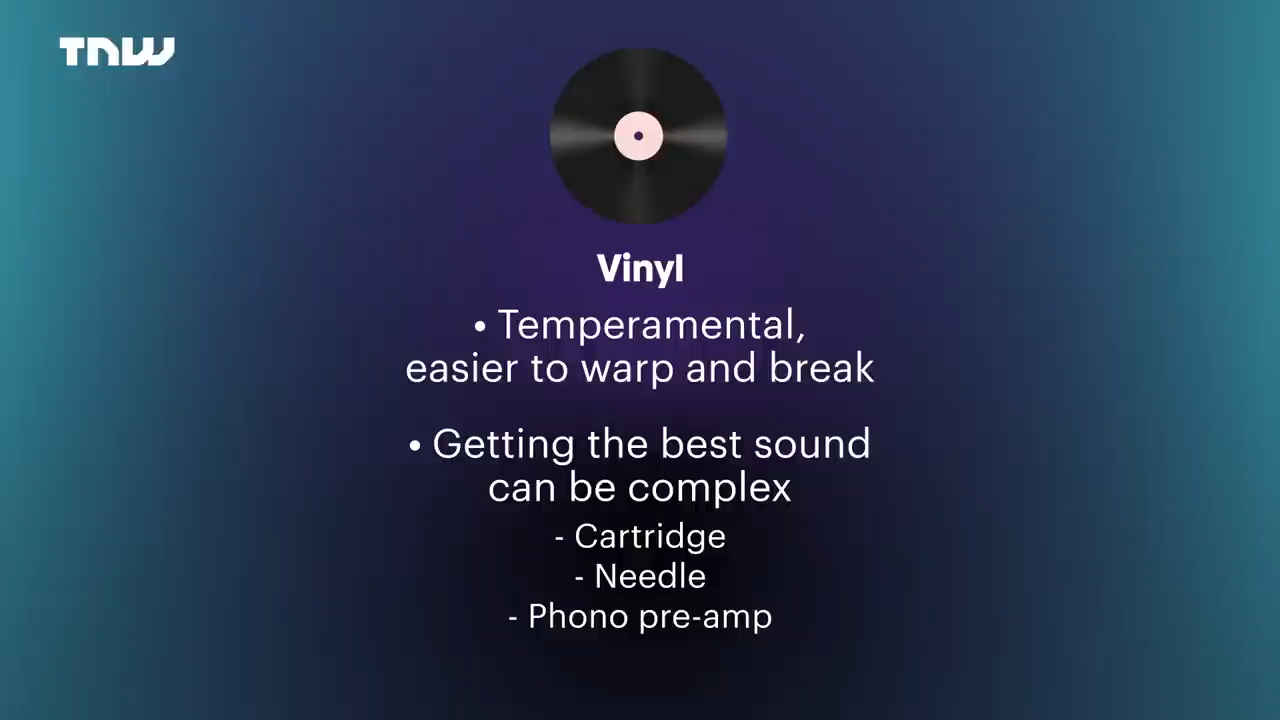 TNW
Vinyl
• Temperamental,
easier to warp and break
• Getting the best sound
can be complex
- Cartridge
- Needle
- Phono pre-amp